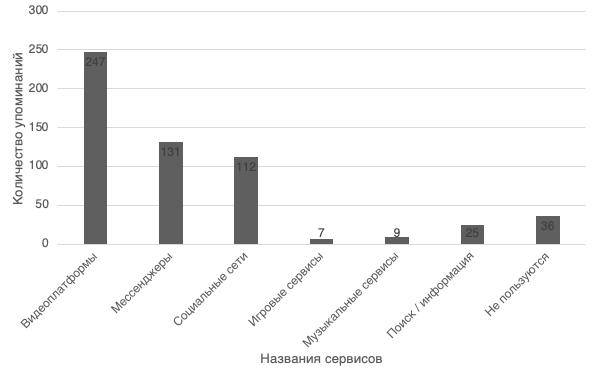 300
250
200
150
100
50
0
Количество упоминаний
247
131
112
7
9
25
36
Видеоплатформы
Мессенджеры
Социальные сети
Игровые сервисы
Музыкальные сервисы
Поиск / информация
Не пользуются
Названия сервисов